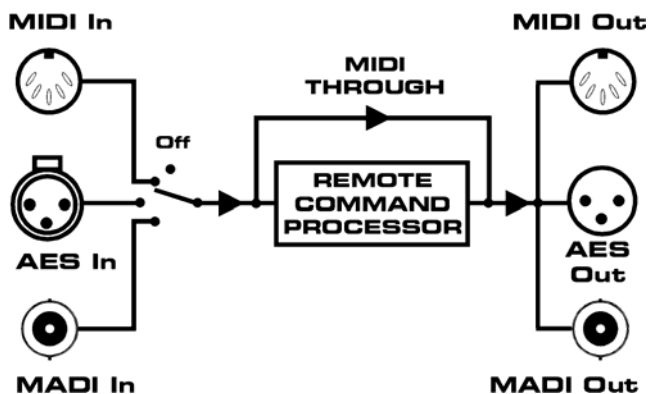 MIDI In
MIDI Out
MIDI
THROUGH
Off
REMOTE
COMMAND
PROCESSOR
AES In
AES
Out
MADI In
MADI Out